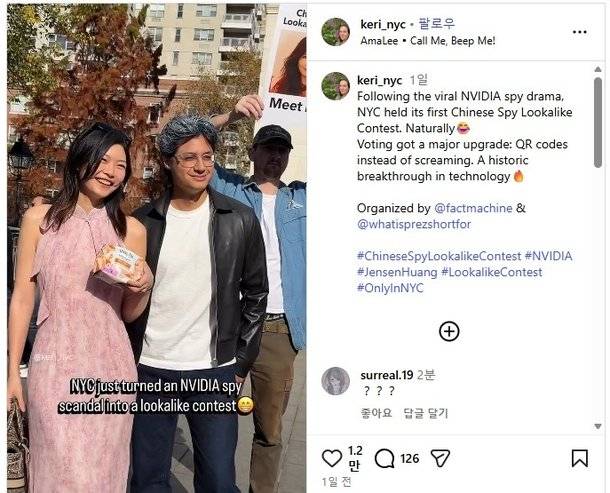 Ch
Looka
Meet
@keri_nyc
NYC just turned an NVIDIA spy
scandal into a lookalike contest😁
keri_nyc • 팔로우
AmaLee • Call Me, Beep Me!
keri_nyc 1일
Following the viral NVIDIA spy drama,
NYC held its first Chinese Spy Lookalike
Contest. Naturally😂
Voting got a major upgrade: QR codes
instead of screaming. A historic
breakthrough in technology🔥
Organized by @factmachine &
@whatisprezshortfor
#ChineseSpyLookalikeContest #NVIDIA
#JensenHuang #LookalikeContest
#OnlyInNYC
surreal.19 2분
? ? ?
좋아요 답글 달기
1.2
만
126
1일 전